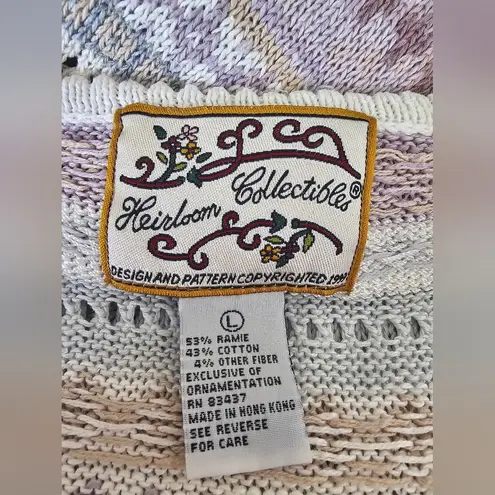 Heirloom Collectibles®
DESIGN AND PATTERN COPYRIGHTED
L
53% RAMIE
43% COTTON
4% OTHER FIBER
EXCLUSIVE OF
ORNAMENTATION
RN 83437
MADE IN HONG KONG
SEE REVERSE
FOR CARE